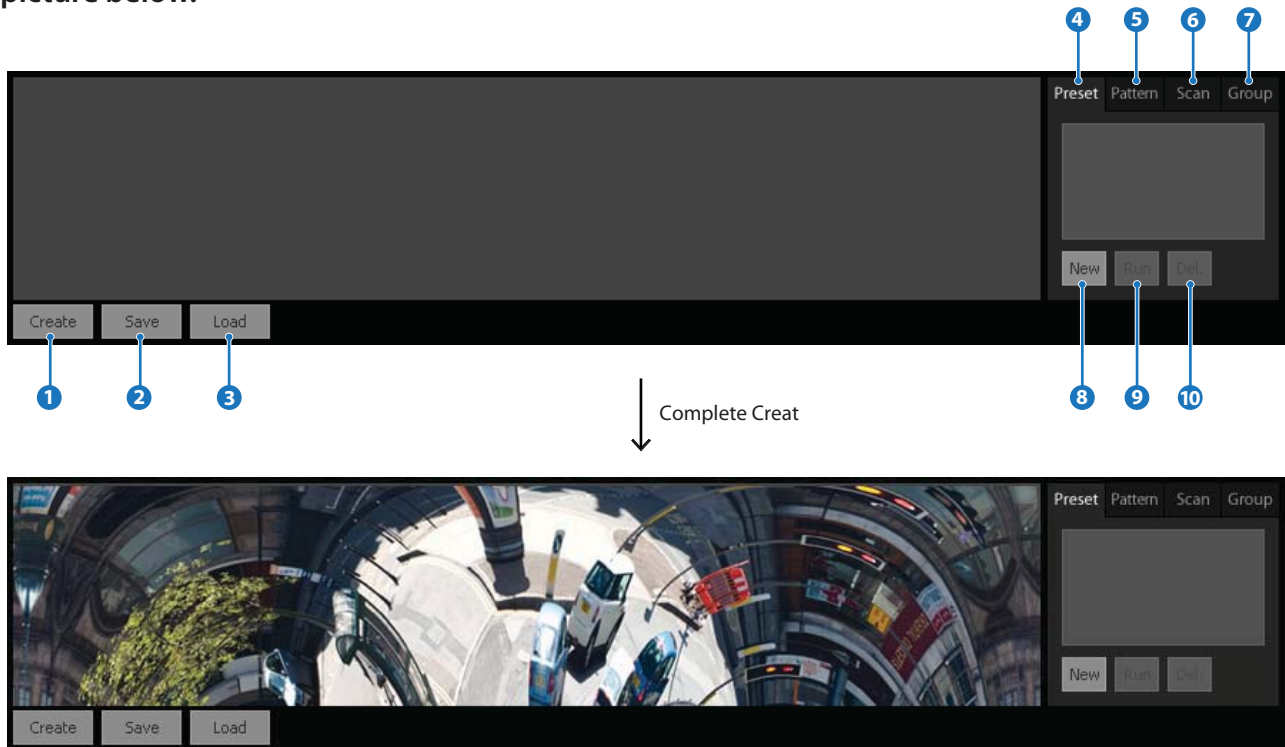 picture below.
4 5 6 7
Preset Pattern Scan Group
New Run Del.
Create Save Load
1 2 3 8 9 10
Complete Creat
Preset Pattern Scan Group
New Run Del.
Create Save Load